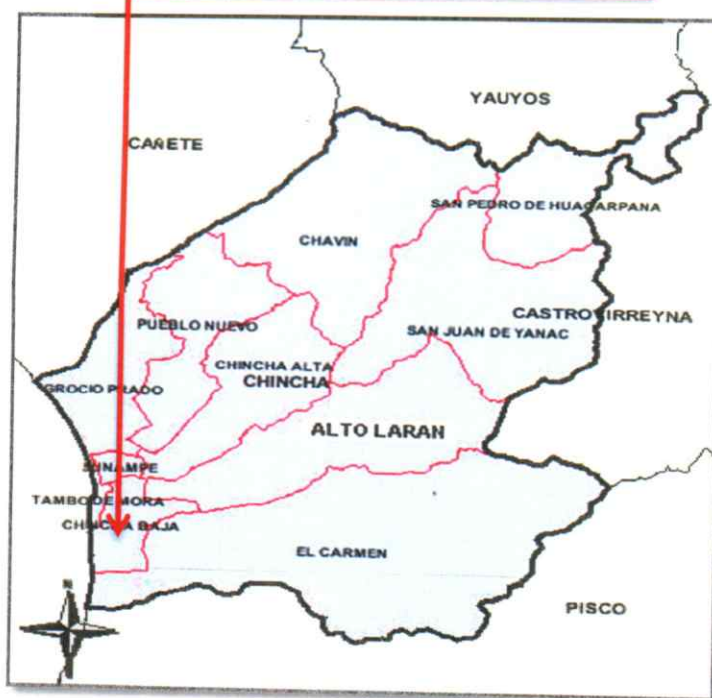 YAUYOS
CAÑETE
SAN PEDRO DE HUACARPANA
CHAVIN
CASTROVIRREYNA
PUEBLO NUEVO
SAN JUAN DE YANAC
CHINCHA ALTA
CHINCHA
GROCIO PRADO
ALTO LARAN
SUNAMPE
TAMBO DE MORA
CHINCHA BAJA
EL CARMEN
N
PISCO